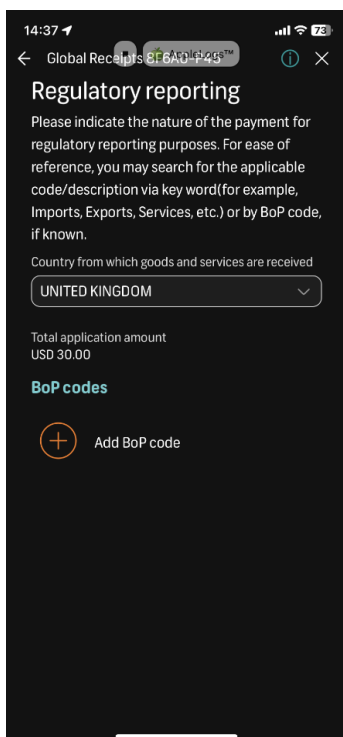 14:37
73
Global Receipts 8F6A0-F45
AppleLogs™
Regulatory reporting
Please indicate the nature of the payment for
regulatory reporting purposes. For ease of
reference, you may search for the applicable
code/description via key word(for example,
Imports, Exports, Services, etc.) or by BoP code,
if known.
Country from which goods and services are received
UNITED KINGDOM
Total application amount
USD 30.00
BoP codes
Add BoP code